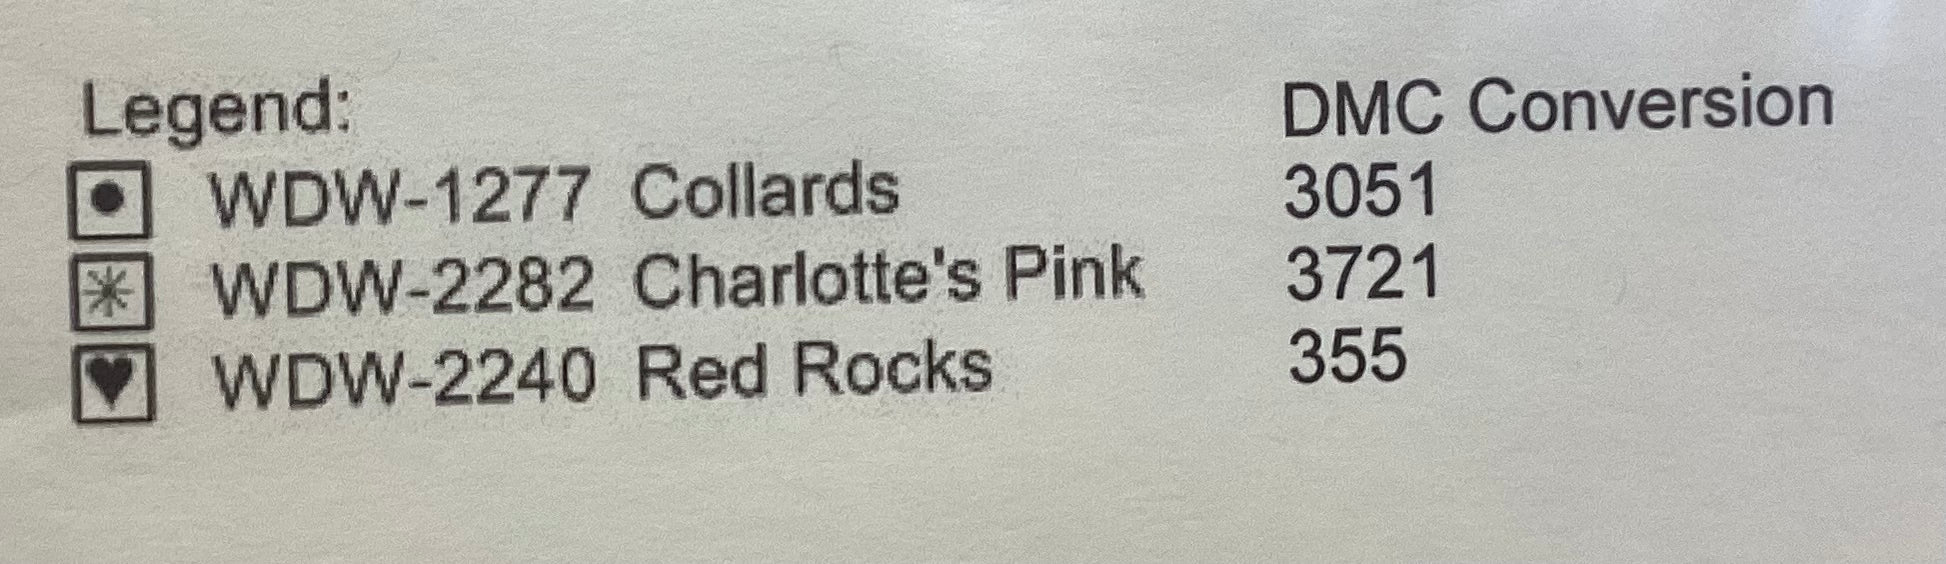 Legend: DMC Conversion
WDW-1277 Collards 3051
WDW-2282 Charlotte's Pink 3721
WDW-2240 Red Rocks 355